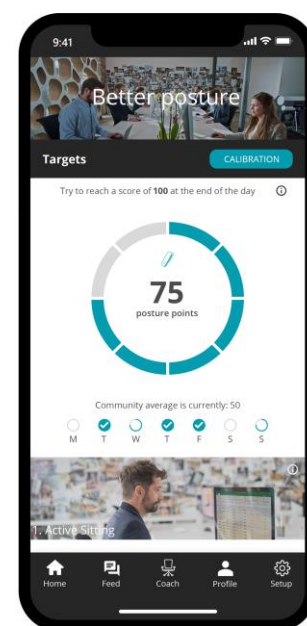 9:41
Better posture
Targets
CALIBRATION
Try to reach a score of 100 at the end of the day
75
posture points
Community average is currently: 50
M T W T F S S
1. Active Sitting
Home Feed Coach Profile Setup